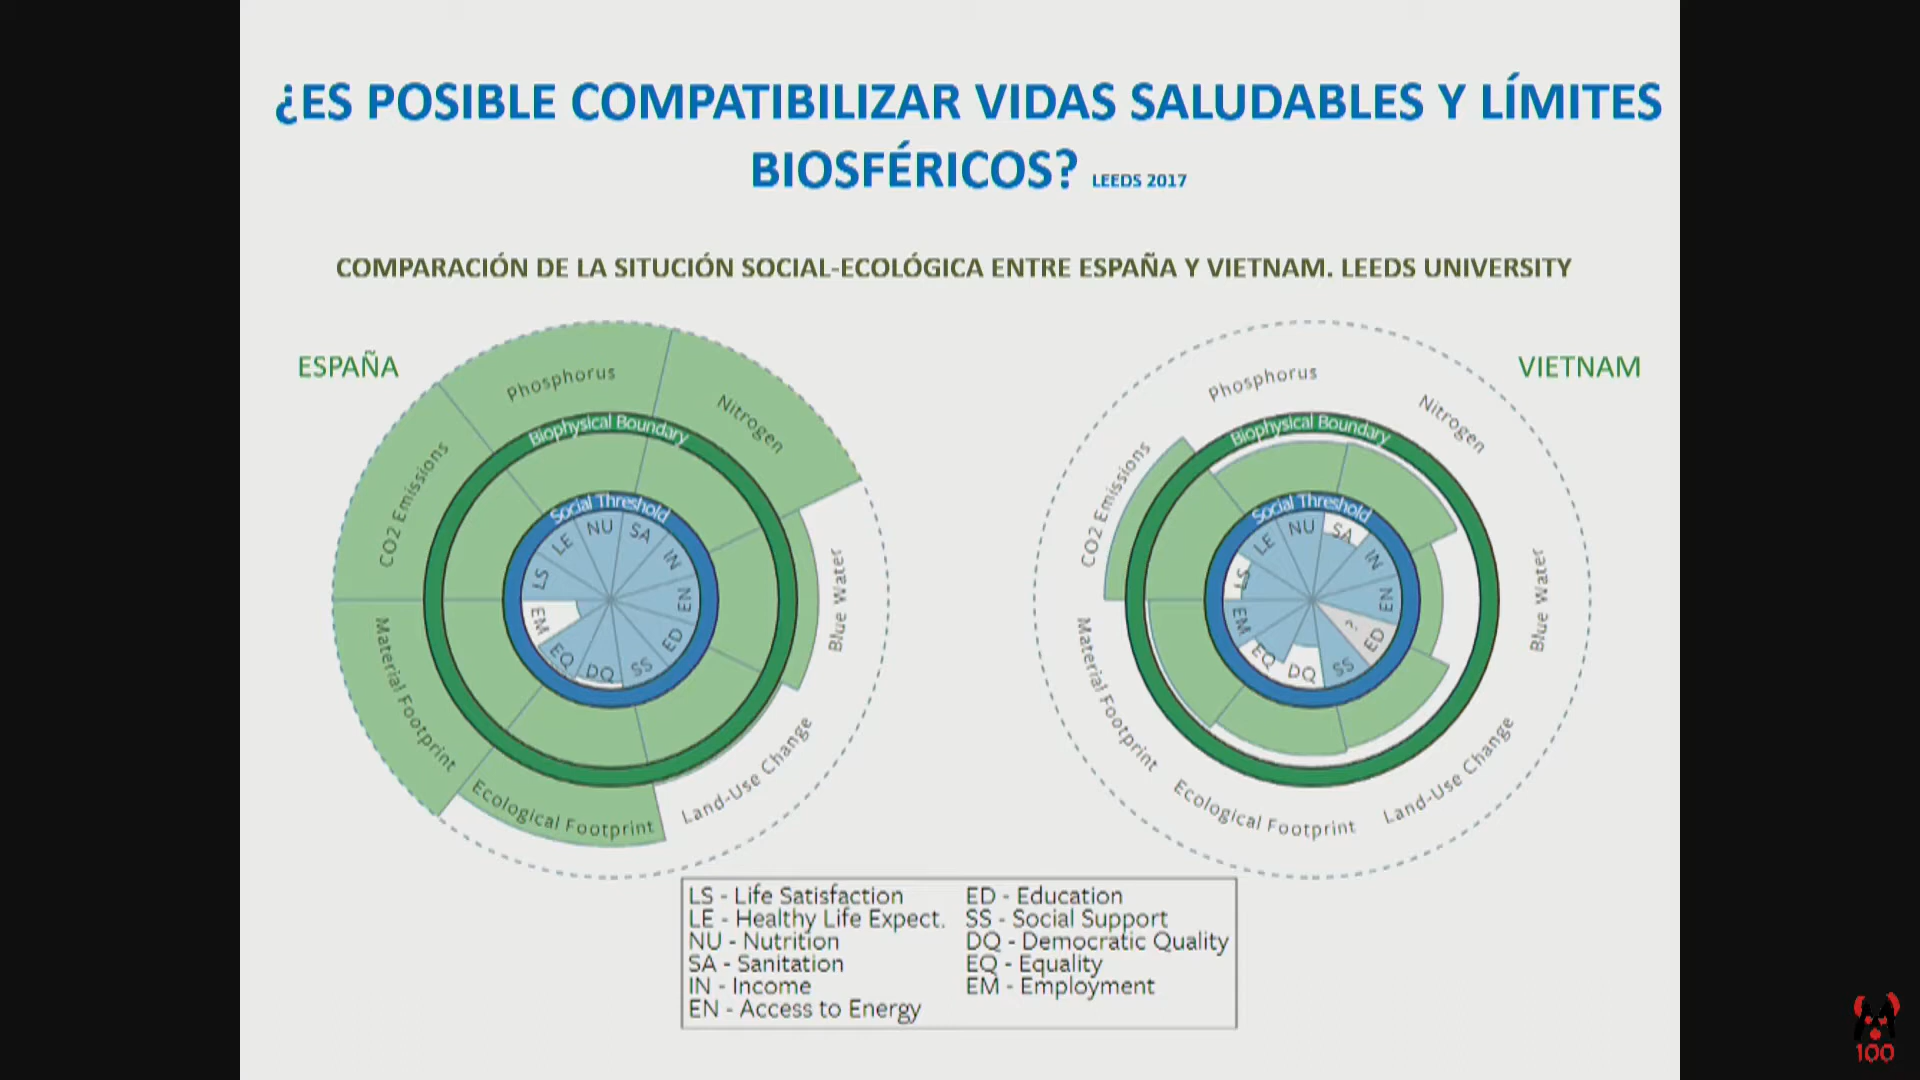 ¿ES POSIBLE COMPATIBILIZAR VIDAS SALUDABLES Y LÍMITES
BIOSFÉRICOS? LEEDS 2017
COMPARACIÓN DE LA SITUCIÓN SOCIAL-ECOLÓGICA ENTRE ESPAÑA Y VIETNAM. LEEDS UNIVERSITY
ESPAÑA
Phosphorus
Nitrogen
CO2 Emissions
Biophysical Boundary
Social Threshold
NU
SA
LE
IN
LS
EN
EM
ED
EQ
DQ
SS
Blue Water
Material Footprint
Ecological Footprint
Land-Use Change
VIETNAM
Phosphorus
Nitrogen
CO2 Emissions
Biophysical Boundary
Social Threshold
NU
SA
LE
IN
LS
EN
EM
?
ED
EQ
DQ
SS
Blue Water
Material Footprint
Ecological Footprint
Land-Use Change
LS - Life Satisfaction
LE - Healthy Life Expect.
NU - Nutrition
SA - Sanitation
IN - Income
EN - Access to Energy
ED - Education
SS - Social Support
DQ - Democratic Quality
EQ - Equality
EM - Employment
100